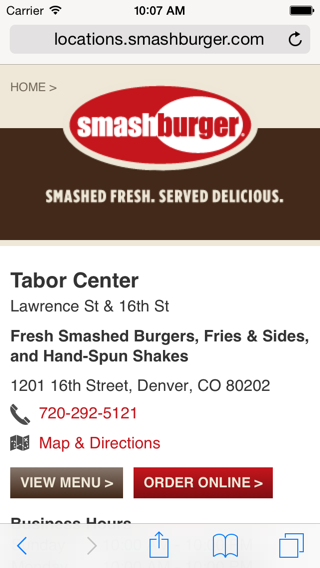 Carrier 10:07 AM
locations.smashburger.com
HOME >
smashburger
SMASHED FRESH. SERVED DELICIOUS.
Tabor Center
Lawrence St & 16th St
Fresh Smashed Burgers, Fries & Sides,
and Hand-Spun Shakes
1201 16th Street, Denver, CO 80202
720-292-5121
Map & Directions
VIEW MENU > ORDER ONLINE >
Business Hours